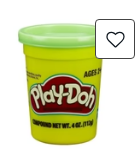 AGES 2+
Play-Doh
COMPOUND NET WT. 4 OZ (113g)